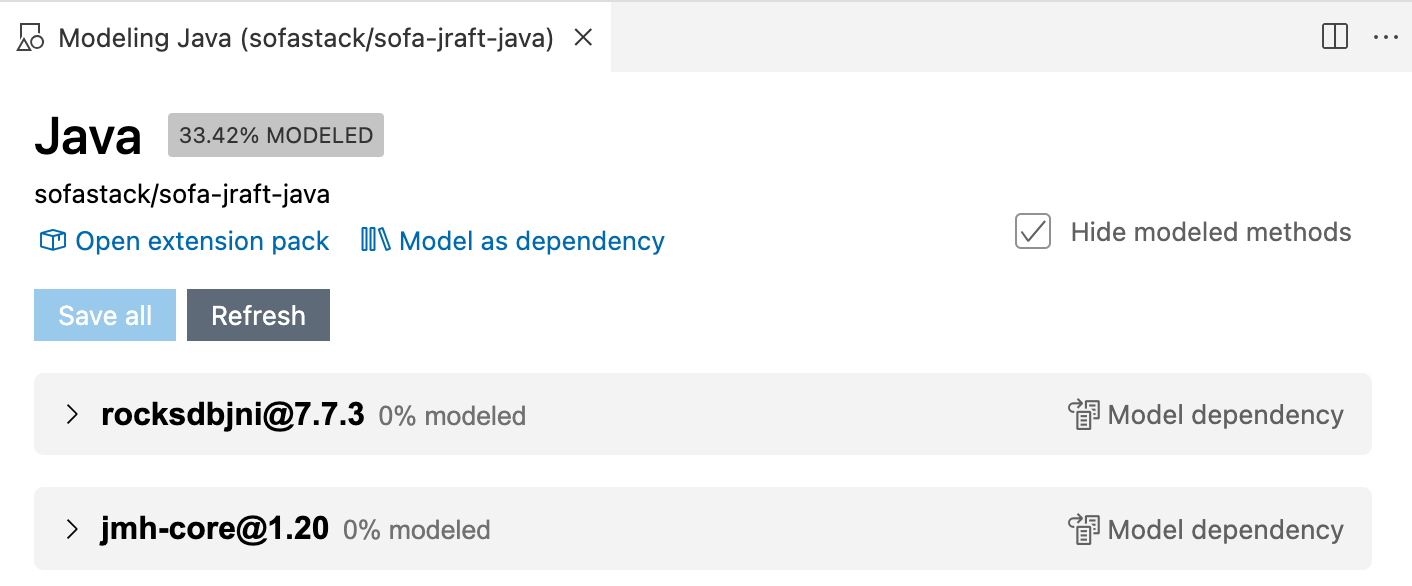 Modeling Java (sofastack/sofa-jraft-java)
Java 33.42% MODELED
sofastack/sofa-jraft-java
Open extension pack Model as dependency Hide modeled methods
Save all Refresh
rocksdbjni@7.7.3 0% modeled Model dependency
jmh-core@1.20 0% modeled Model dependency